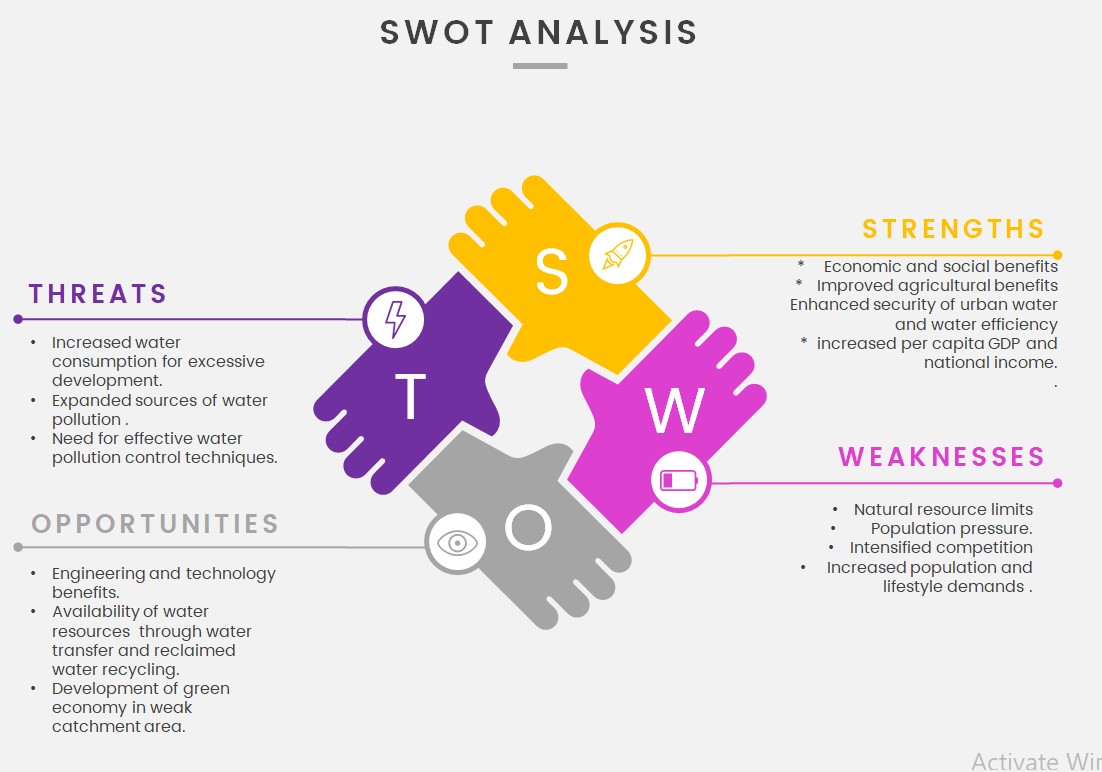 SWOT ANALYSIS
STRENGTHS
* Economic and social benefits
* Improved agricultural benefits
Enhanced security of urban water
and water efficiency
* increased per capita GDP and
national income.
.
THREATS
• Increased water
consumption for excessive
development.
• Expanded sources of water
pollution .
• Need for effective water
pollution control techniques.
S
T
W
O
WEAKNESSES
• Natural resource limits
• Population pressure.
• Intensified competition
• Increased population and
lifestyle demands .
OPPORTUNITIES
• Engineering and technology
benefits.
• Availability of water
resources through water
transfer and reclaimed
water recycling.
• Development of green
economy in weak
catchment area.
Activate Win